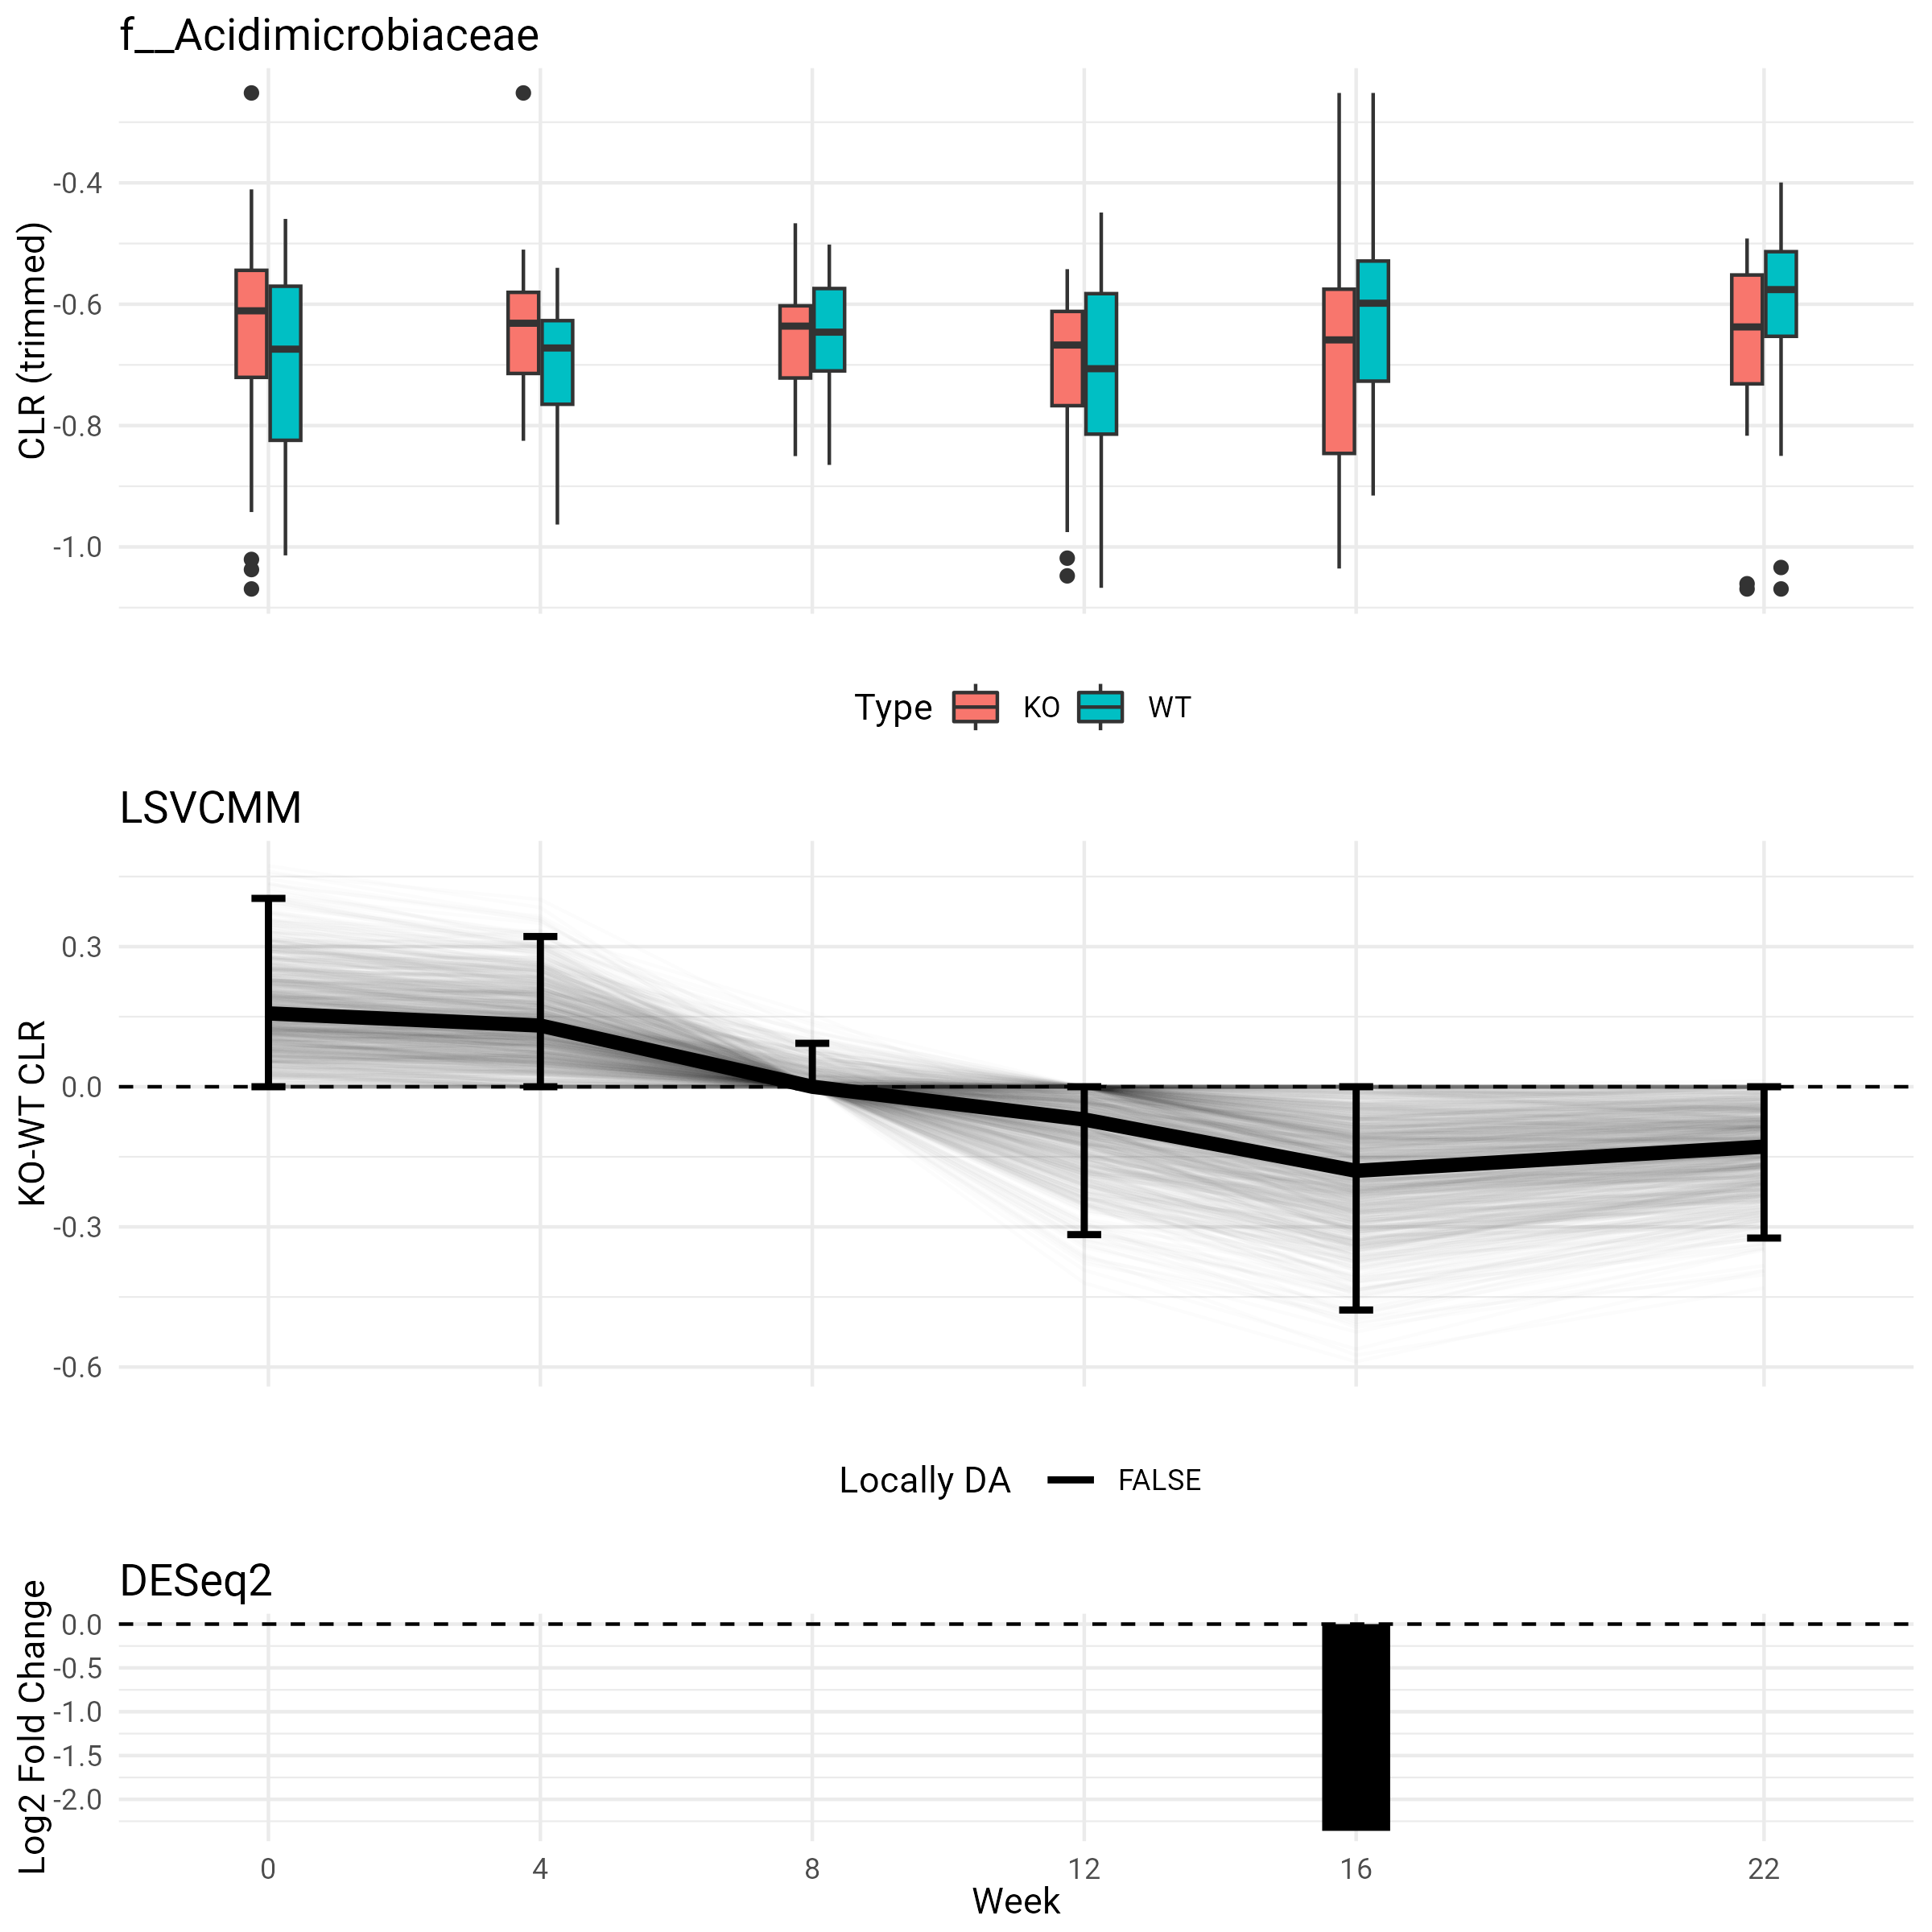 f__Acidimicrobiaceae
CLR (trimmed)
-0.4
-0.6
-0.8
-1.0
Type KO WT
LSVCMM
KO-WT CLR
0.3
0.0
-0.3
-0.6
Locally DA FALSE
DESeq2
Log2 Fold Change
0.0
-0.5
-1.0
-1.5
-2.0
0 4 8 12 16 22
Week